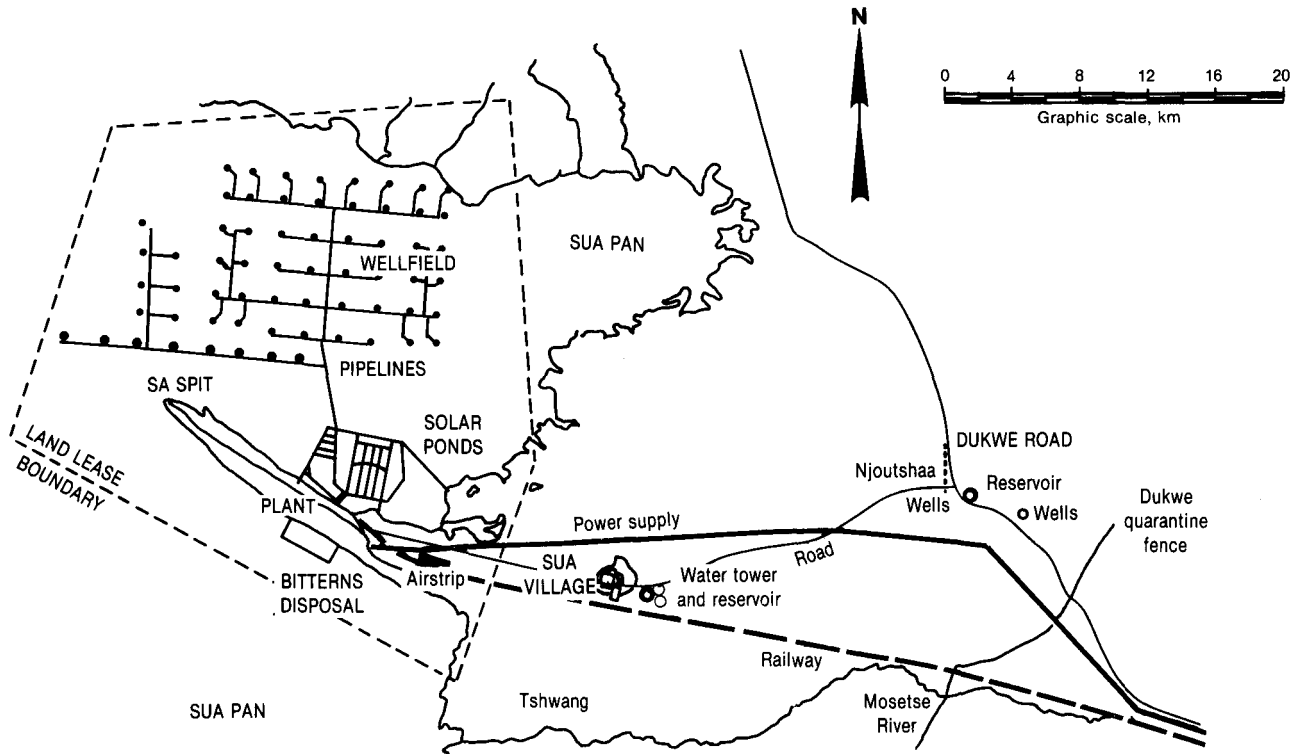 N
0 4 8 12 16 20
Graphic scale, km
SUA PAN
WELLFIELD
PIPELINES
SA SPIT
SOLAR
PONDS
LAND LEASE
BOUNDARY
PLANT
DUKWE ROAD
Njoutshaa
Wells
Reservoir
Wells
Dukwe
quarantine
fence
Power supply
Road
BITTERNS
DISPOSAL
Airstrip
SUA
VILLAGE
Water tower
and reservoir
Railway
Tshwang
Mosetse
River
SUA PAN